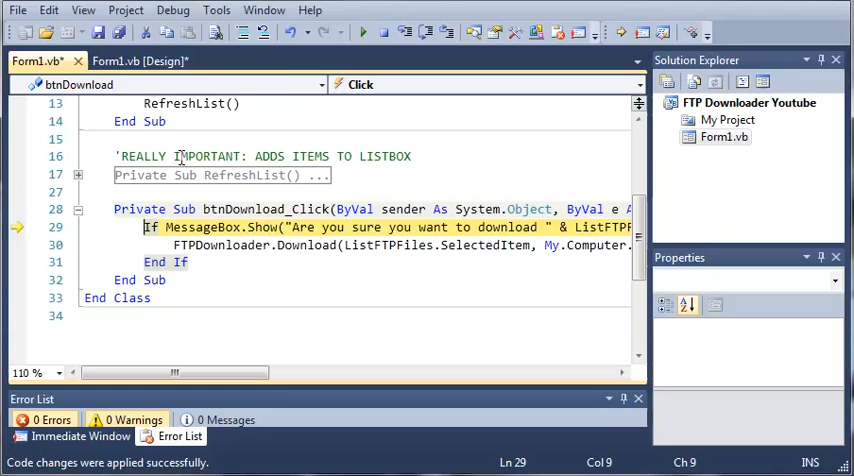 File Edit View Project Debug Tools Window Help
Form1.vb* Form1.vb [Design]*
btnDownload Click
13 RefreshList()
14 End Sub
15
16 'REALLY IMPORTANT: ADDS ITEMS TO LISTBOX
17 Private Sub RefreshList() ...
27
28 Private Sub btnDownload_Click(ByVal sender As System.Object, ByVal e A
29 If MessageBox.Show("Are you sure you want to download " & ListFTPF
30 FTPDownloader.Download(ListFTPFiles.SelectedItem, My.Computer.
31 End If
32 End Sub
33 End Class
34
110 %
Solution Explorer
FTP Downloader Youtube
My Project
Form1.vb
Properties
Error List
0 Errors 0 Warnings 0 Messages
Immediate Window Error List
Code changes were applied successfully. Ln 29 Col 9 Ch 9 INS